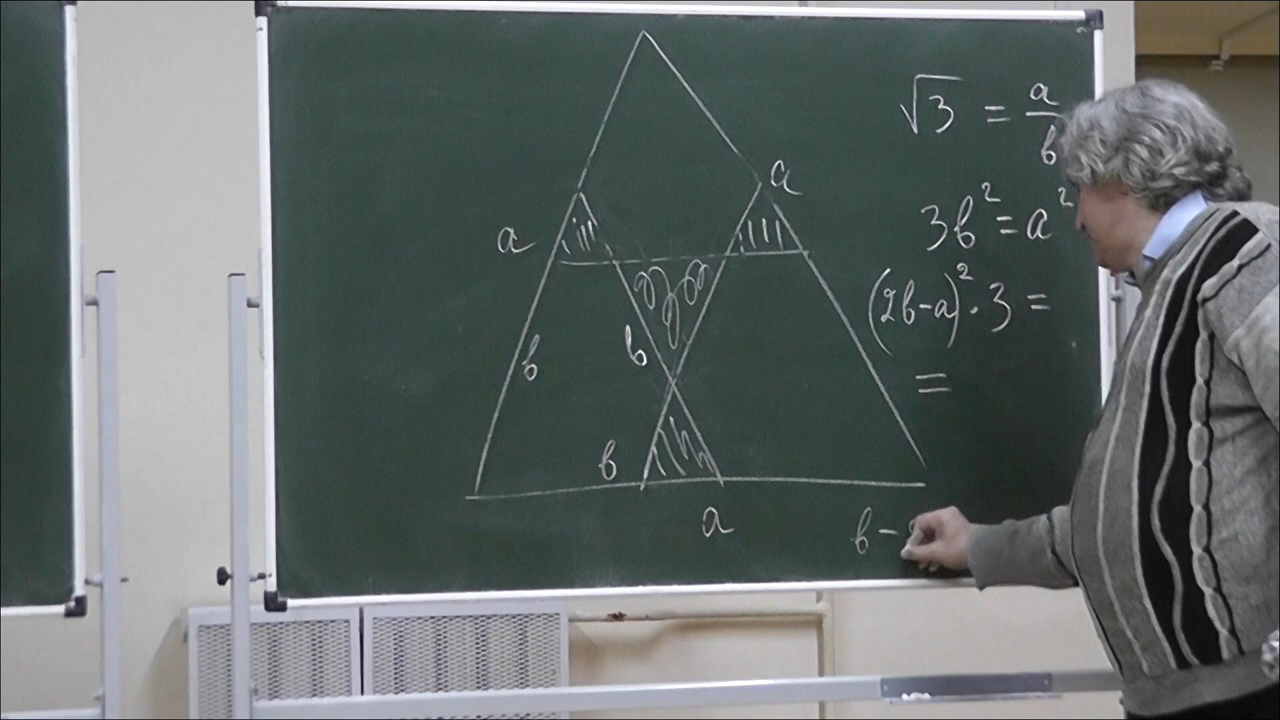 √3 = a/b
a
3b² = a²
a
(2b-a)²·3 =
b
b
=
b
a
b-